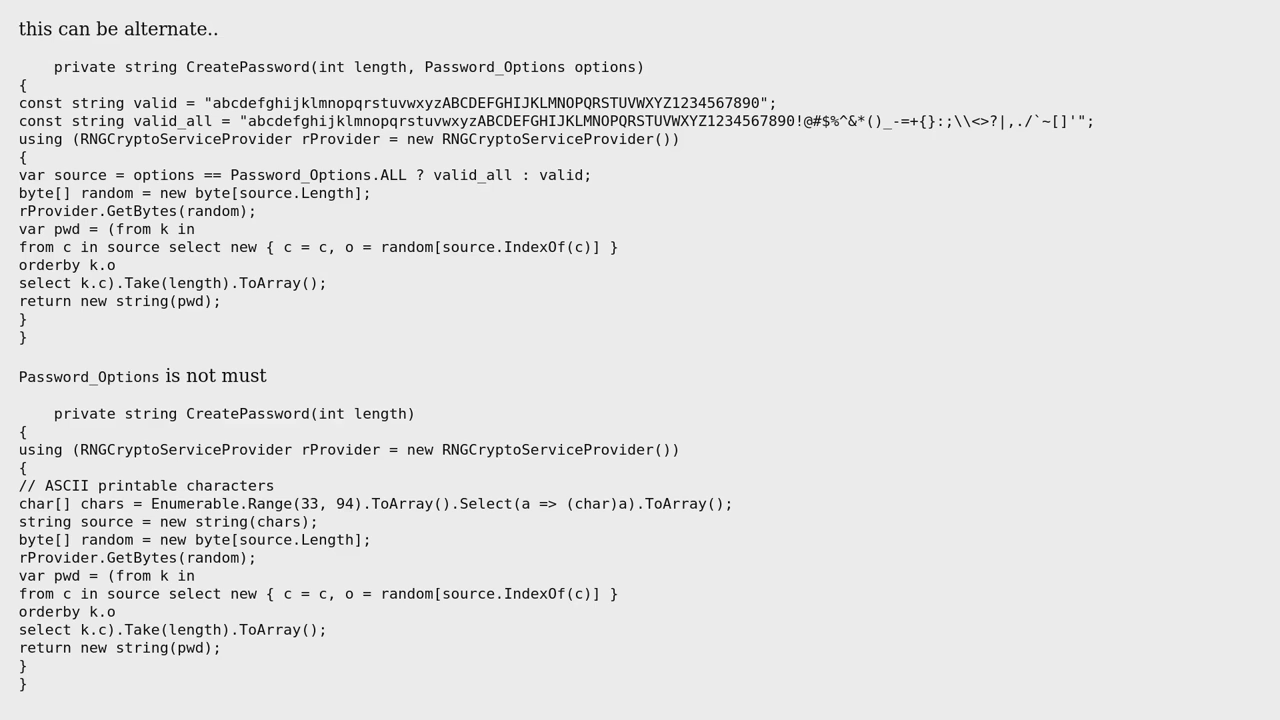 this can be alternate..
private string CreatePassword(int length, Password_Options options)
{
const string valid = "abcdefghijklmnopqrstuvwxyzABCDEFGHIJKLMNOPQRSTUVWXYZ1234567890";
const string valid_all = "abcdefghijklmnopqrstuvwxyzABCDEFGHIJKLMNOPQRSTUVWXYZ1234567890!@#$%^&*()_-=+{}:;\\<>?|,./`~[]'";
using (RNGCryptoServiceProvider rProvider = new RNGCryptoServiceProvider())
{
var source = options == Password_Options.ALL ? valid_all : valid;
byte[] random = new byte[source.Length];
rProvider.GetBytes(random);
var pwd = (from k in
from c in source select new { c = c, o = random[source.IndexOf(c)] }
orderby k.o
select k.c).Take(length).ToArray();
return new string(pwd);
}
}
Password_Options is not must
private string CreatePassword(int length)
{
using (RNGCryptoServiceProvider rProvider = new RNGCryptoServiceProvider())
{
// ASCII printable characters
char[] chars = Enumerable.Range(33, 94).ToArray().Select(a => (char)a).ToArray();
string source = new string(chars);
byte[] random = new byte[source.Length];
rProvider.GetBytes(random);
var pwd = (from k in
from c in source select new { c = c, o = random[source.IndexOf(c)] }
orderby k.o
select k.c).Take(length).ToArray();
return new string(pwd);
}
}